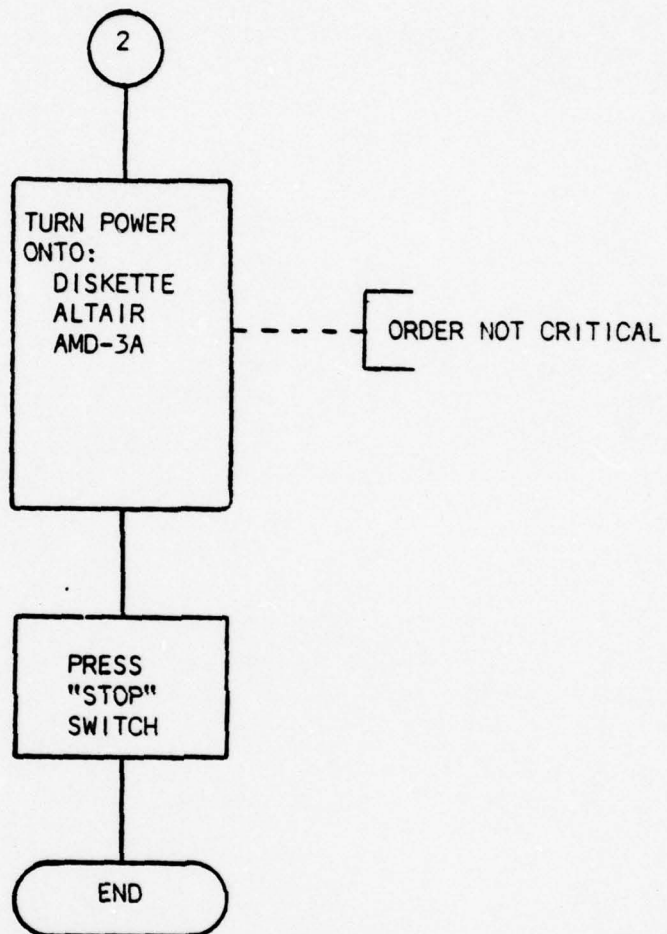 2
TURN POWER
ONTO:
DISKETTE
ALTAIR
AMD-3A
ORDER NOT CRITICAL
PRESS
"STOP"
SWITCH
END